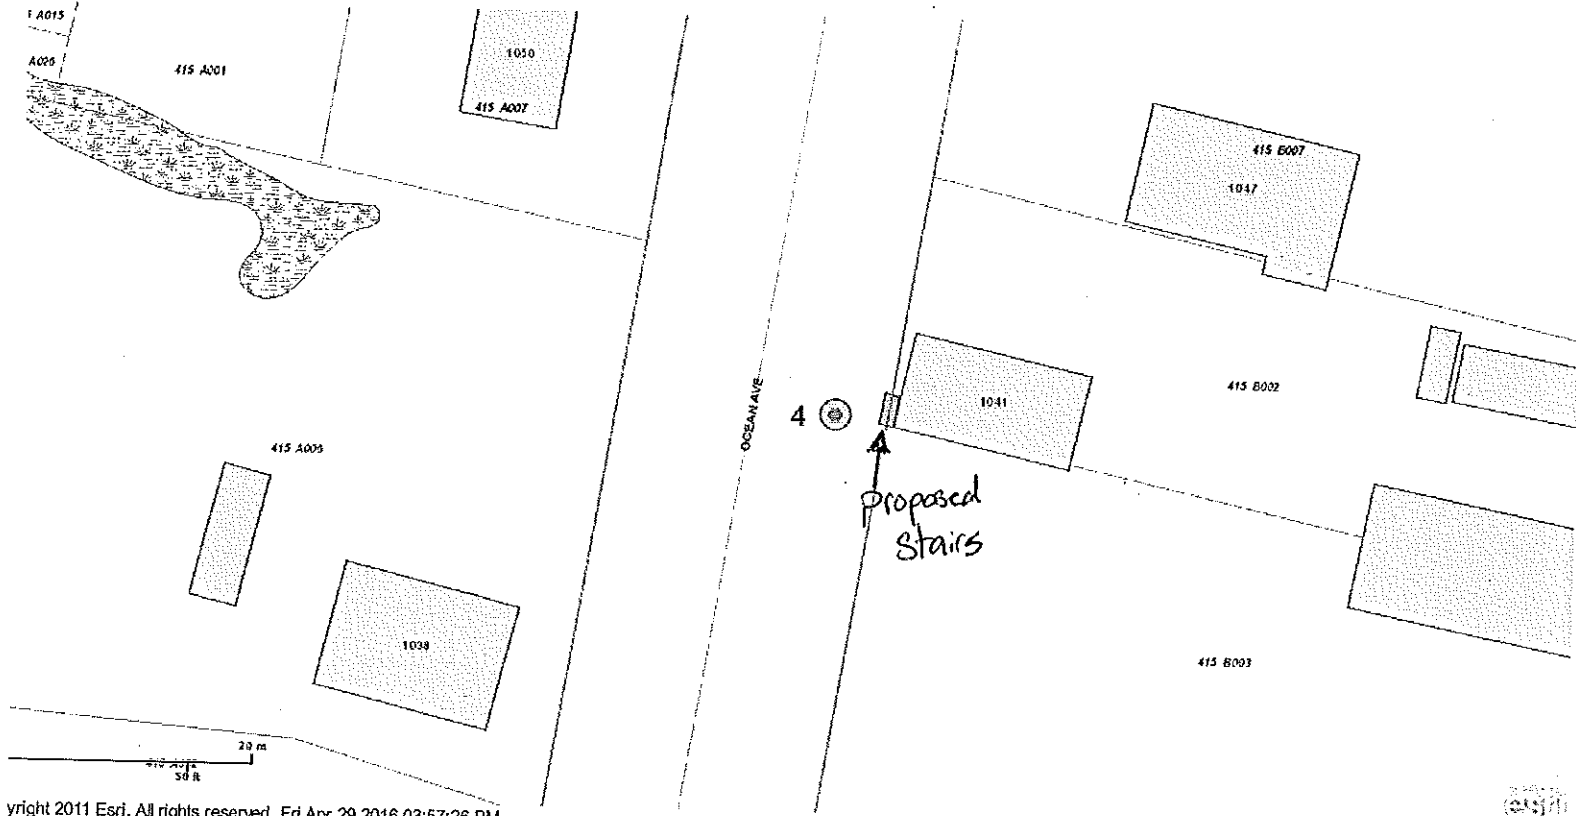 A015
A026
415 A001
1050
415 A007
415 B007
1047
OCEAN AVE
4
1041
415 B002
415 A006
proposed
stairs
1038
415 B003
20 m
50 ft
yright 2011 Esri. All rights reserved. Fri Apr 29 2016 03:57:26 PM
esri